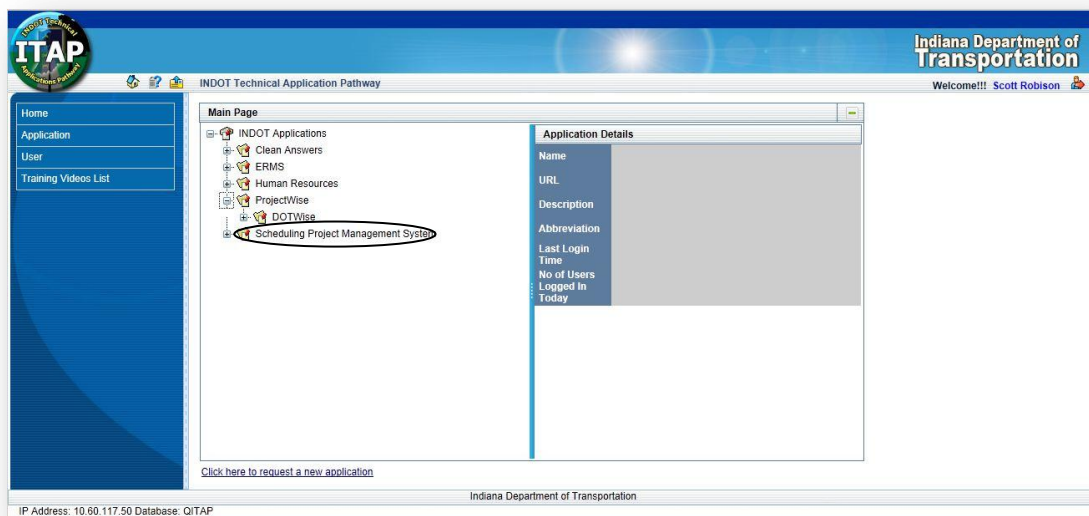 INDOT Technical
ITAP
Applications Pathway
Indiana Department of
Transportation
INDOT Technical Application Pathway
Welcome!!! Scott Robison
Home
Application
User
Training Videos List
Main Page
INDOT Applications
Clean Answers
ERMS
Human Resources
ProjectWise
DOTWise
Scheduling Project Management System
Application Details
Name
URL
Description
Abbreviation
Last Login
Time
No of Users
Logged In
Today
Click here to request a new application
Indiana Department of Transportation
IP Address: 10.60.117.50 Database: QITAP